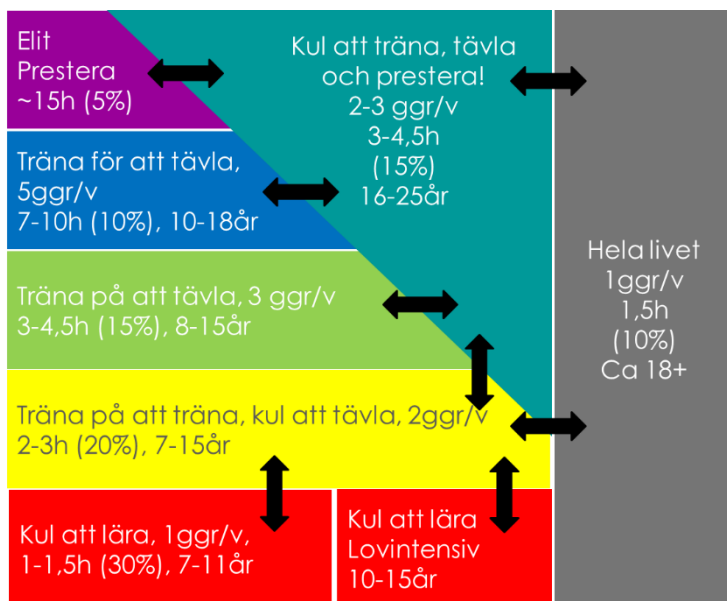 Elit
Prestera
~15h (5%)
Kul att träna, tävla
och prestera!
2-3 ggr/v
3-4,5h
(15%)
16-25år
Träna för att tävla,
5ggr/v
7-10h (10%), 10-18år
Träna på att tävla, 3 ggr/v
3-4,5h (15%), 8-15år
Träna på att träna, kul att tävla, 2ggr/v
2-3h (20%), 7-15år
Kul att lära, 1ggr/v,
1-1,5h (30%), 7-11år
Kul att lära
Lovintensiv
10-15år
Hela livet
1ggr/v
1,5h
(10%)
Ca 18+